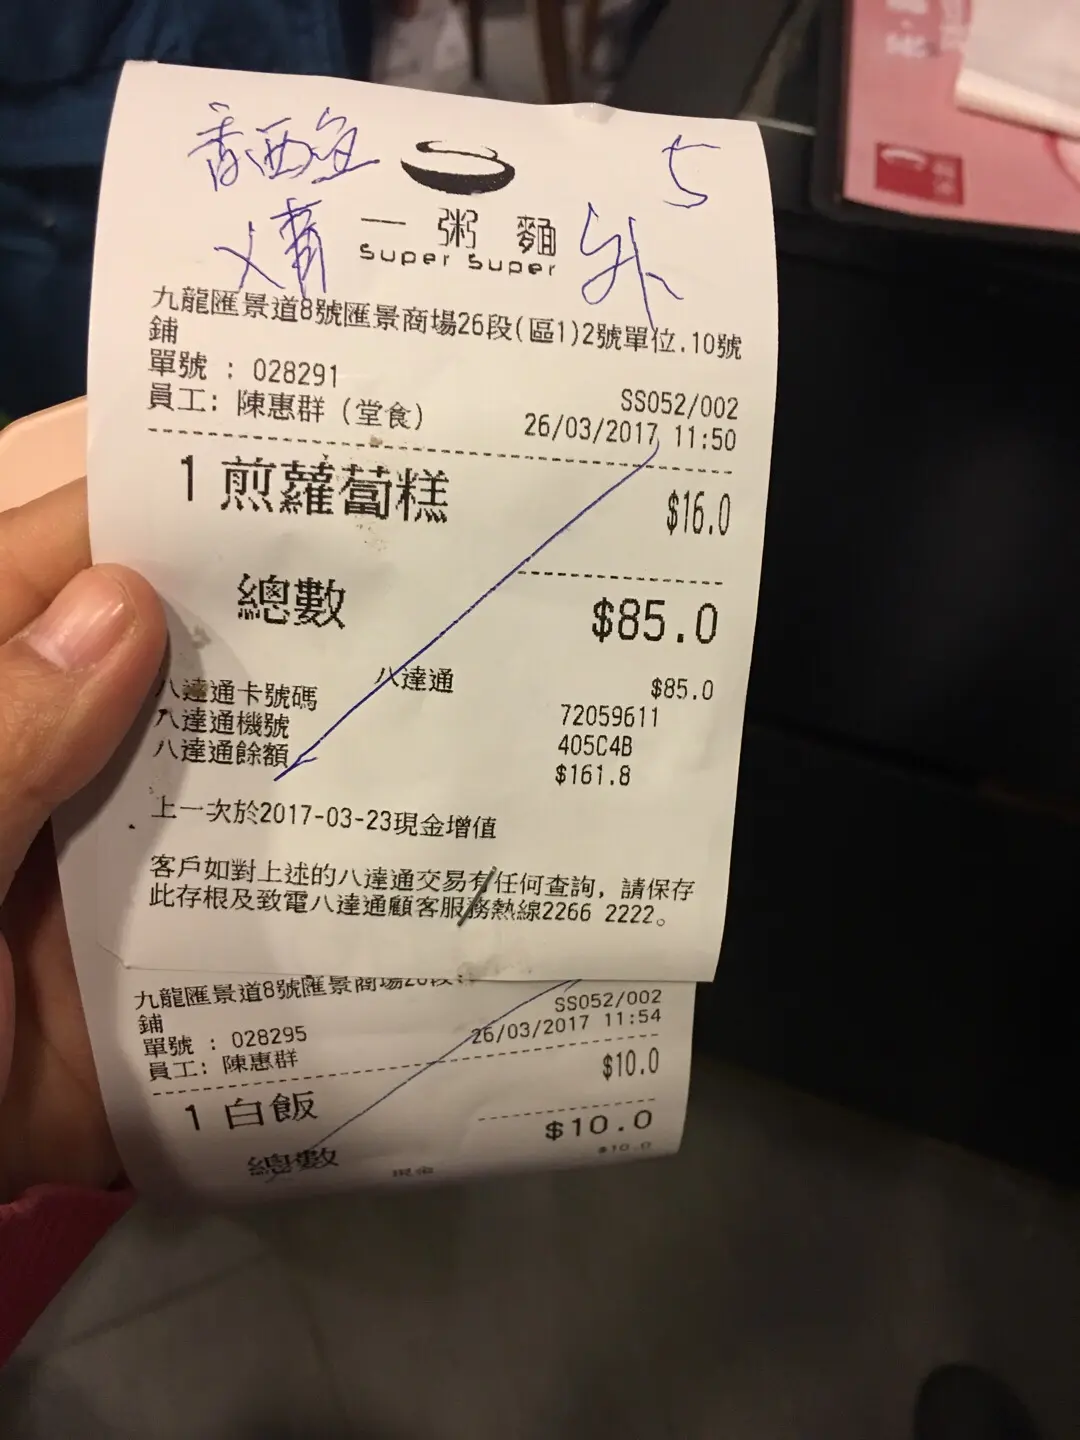 5
外
一粥麵
Super Super
九龍匯景道8號匯景商場26段(區1)2號單位.10號
鋪
單號 : 028291
SS052/002
員工: 陳惠群 (堂食)
26/03/2017 11:50
1 煎蘿蔔糕 $16.0
總數 $85.0
八達通 $85.0
八達通卡號碼 72059611
八達通機號 405C4B
八達通餘額 $161.8
上一次於2017-03-23現金增值
客戶如對上述的八達通交易有任何查詢, 請保存
此存根及致電八達通顧客服務熱線2266 2222。
九龍匯景道8號匯景商場26段
鋪
SS052/002
單號 : 028295
26/03/2017 11:54
員工: 陳惠群
1 白飯 $10.0
總數 $10.0
現金 $10.0